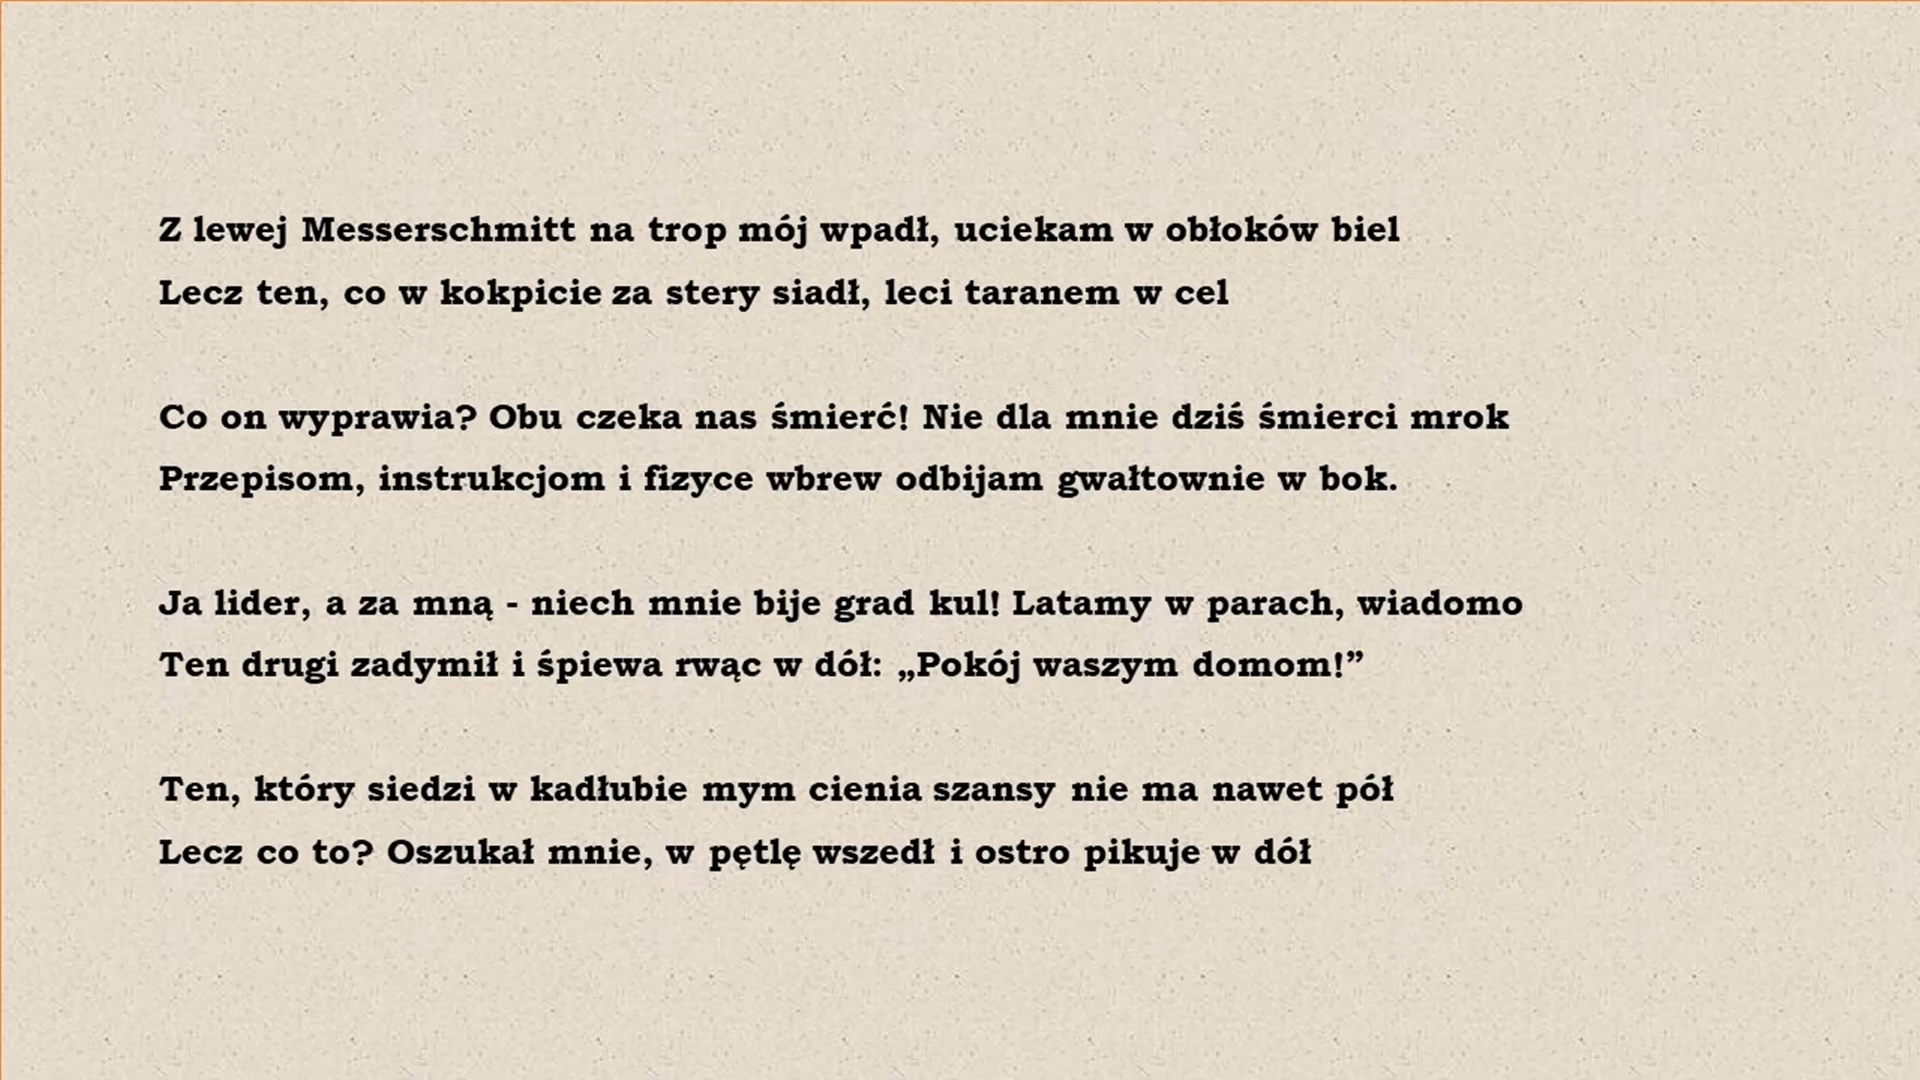 Z lewej Messerschmitt na trop mój wpadł, uciekam w obłoków biel
Lecz ten, co w kokpicie za stery siadł, leci taranem w cel
Co on wyprawia? Obu czeka nas śmierć! Nie dla mnie dziś śmierci mrok
Przepisom, instrukcjom i fizyce wbrew odbijam gwałtownie w bok.
Ja lider, a za mną - niech mnie bije grad kul! Latamy w parach, wiadomo
Ten drugi zadymił i śpiewa rwąc w dół: „Pokój waszym domom!”
Ten, który siedzi w kadłubie mym cienia szansy nie ma nawet pół
Lecz co to? Oszukał mnie, w pętlę wszedł i ostro pikuje w dół